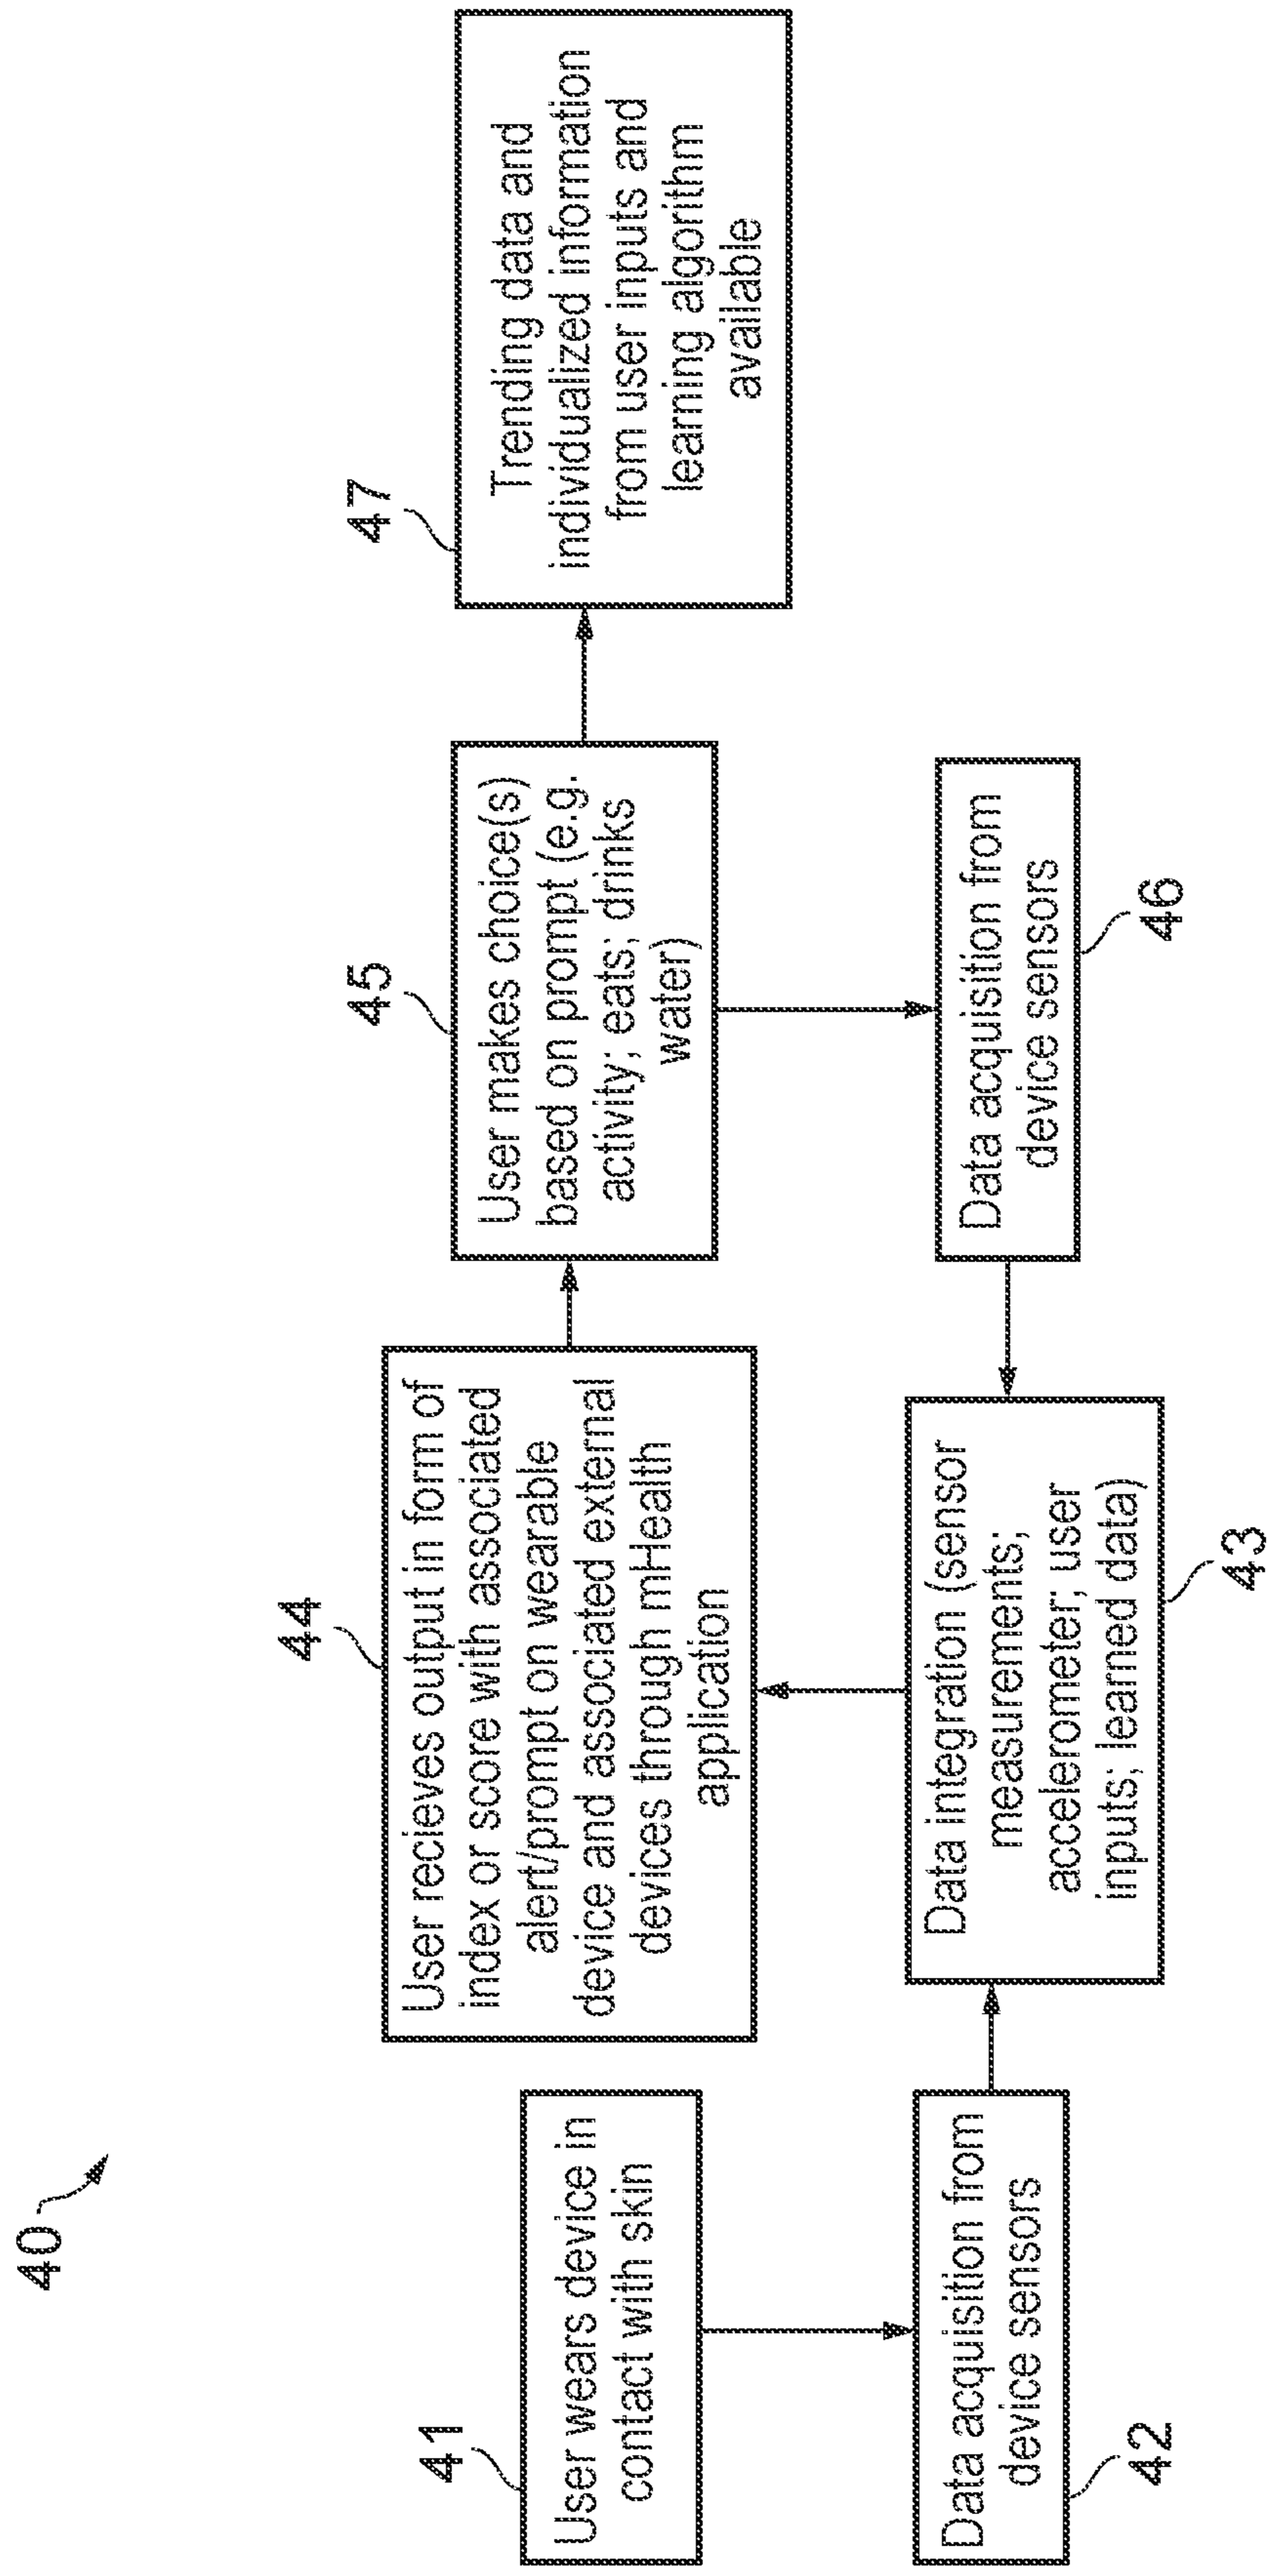 40
41
User wears device in
contact with skin
42
Data acquisition from
device sensors
43
Data integration (sensor
measurements;
accelerometer; user
inputs; learned data)
44
User recieves output in form of
index or score with associated
alert/prompt on wearable
device and associated external
devices through mHealth
application
45
User makes choice(s)
based on prompt (e.g.
activity; eats; drinks
water)
46
Data acquisition from
device sensors
47
Trending data and
individualized information
from user inputs and
learning algorithm
available